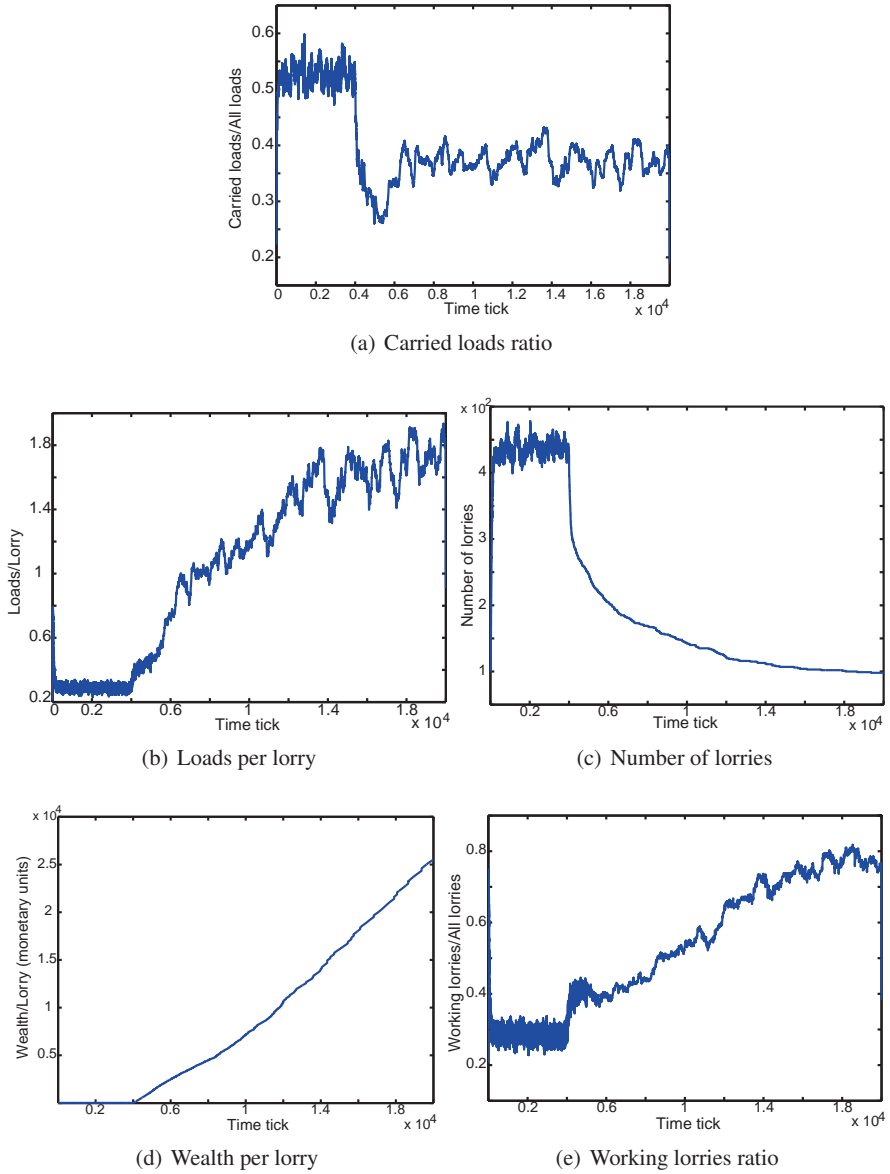 0.6
0.5
0.4
0.3
0.2
Carried loads/All loads
0 0.2 0.4 0.6 0.8 1 1.2 1.4 1.6 1.8
Time tick
x 10^4
(a) Carried loads ratio
1.8
1.4
1
0.6
0.2
Loads/Lorry
0 0.2 0.6 1 1.4 1.8
Time tick
x 10^4
(b) Loads per lorry
x 10^2
4
3
2
1
Number of lorries
0.2 0.6 1 1.4 1.8
Time tick
x 10^4
(c) Number of lorries
x 10^4
2.5
2
1.5
1
0.5
Wealth/Lorry (monetary units)
0.2 0.6 1 1.4 1.8
Time tick
x 10^4
(d) Wealth per lorry
0.8
0.6
0.4
0.2
Working lorries/All lorries
0.2 0.6 1 1.4 1.8
Time tick
x 10^4
(e) Working lorries ratio